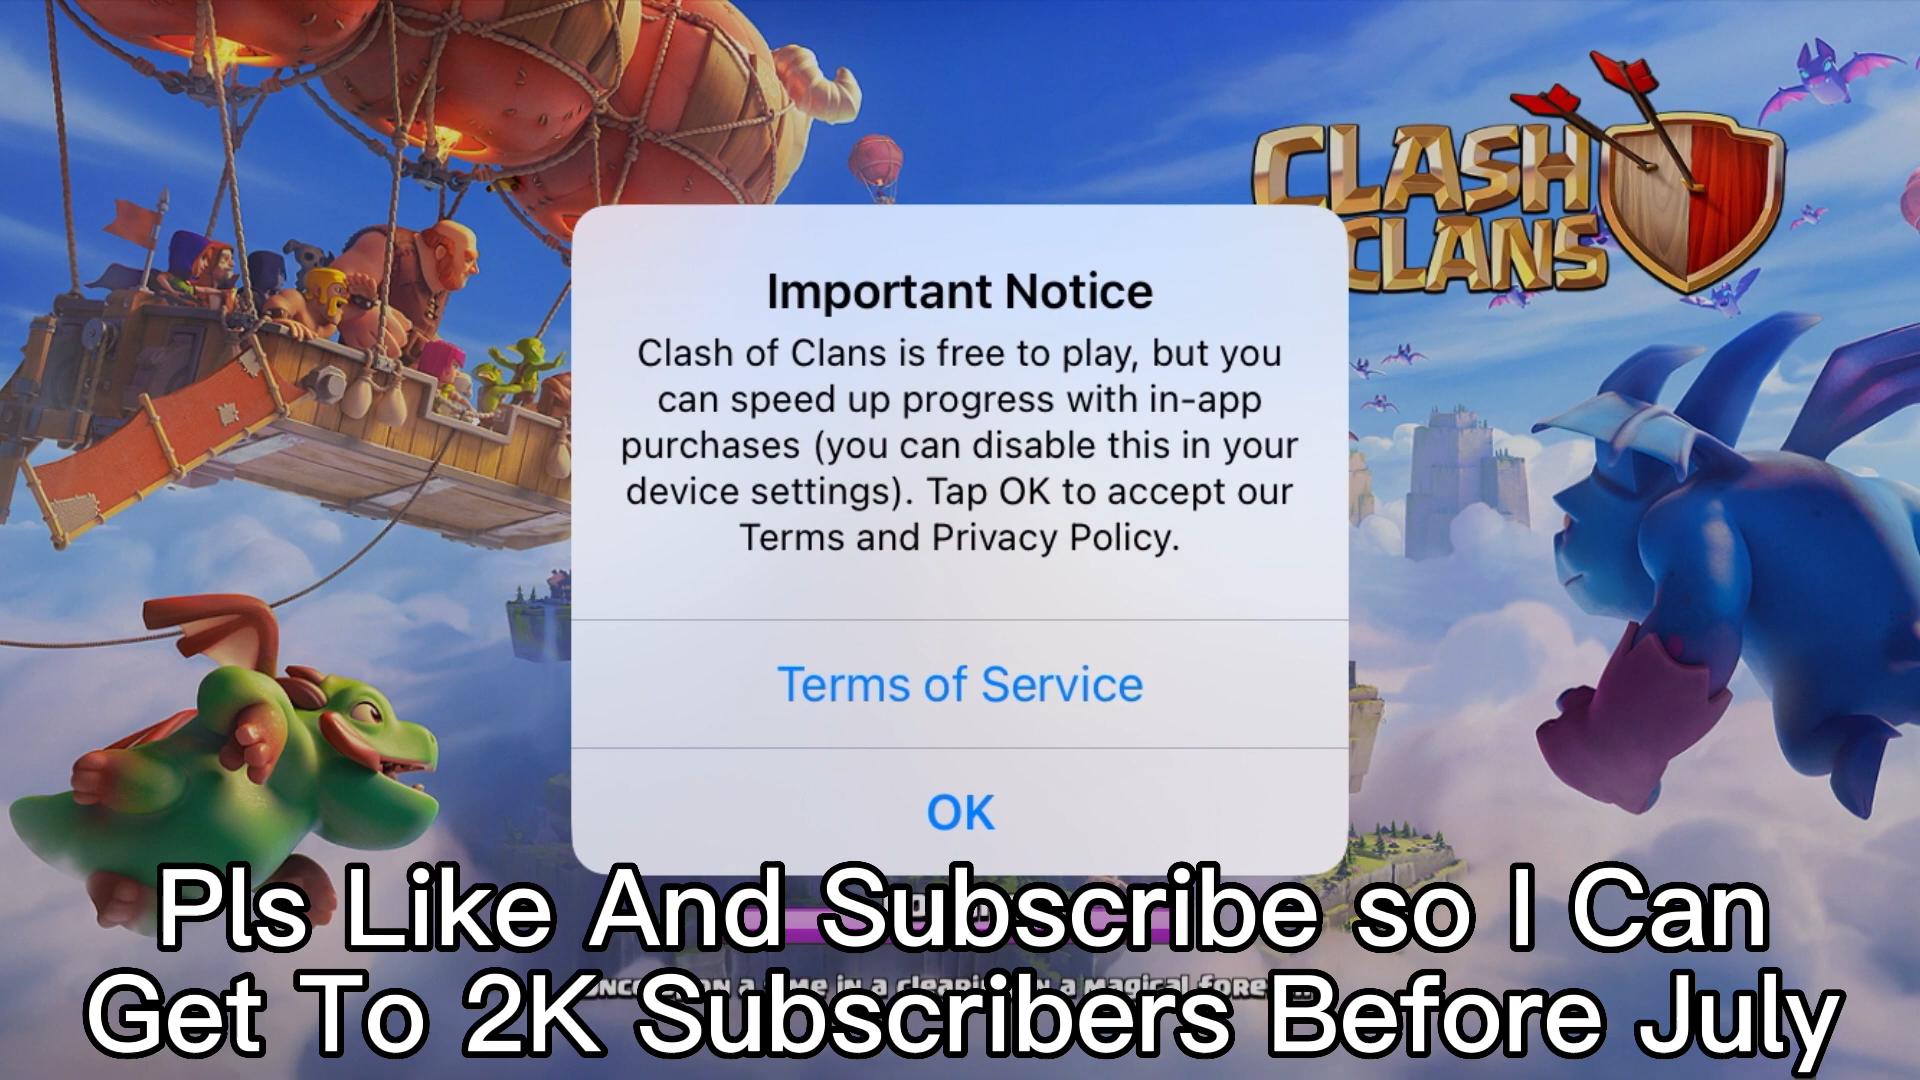 CLASH
CLANS
Important Notice
Clash of Clans is free to play, but you
can speed up progress with in-app
purchases (you can disable this in your
device settings). Tap OK to accept our
Terms and Privacy Policy.
Terms of Service
OK
Pls Like And Subscribe so I Can
Get To 2K Subscribers Before July